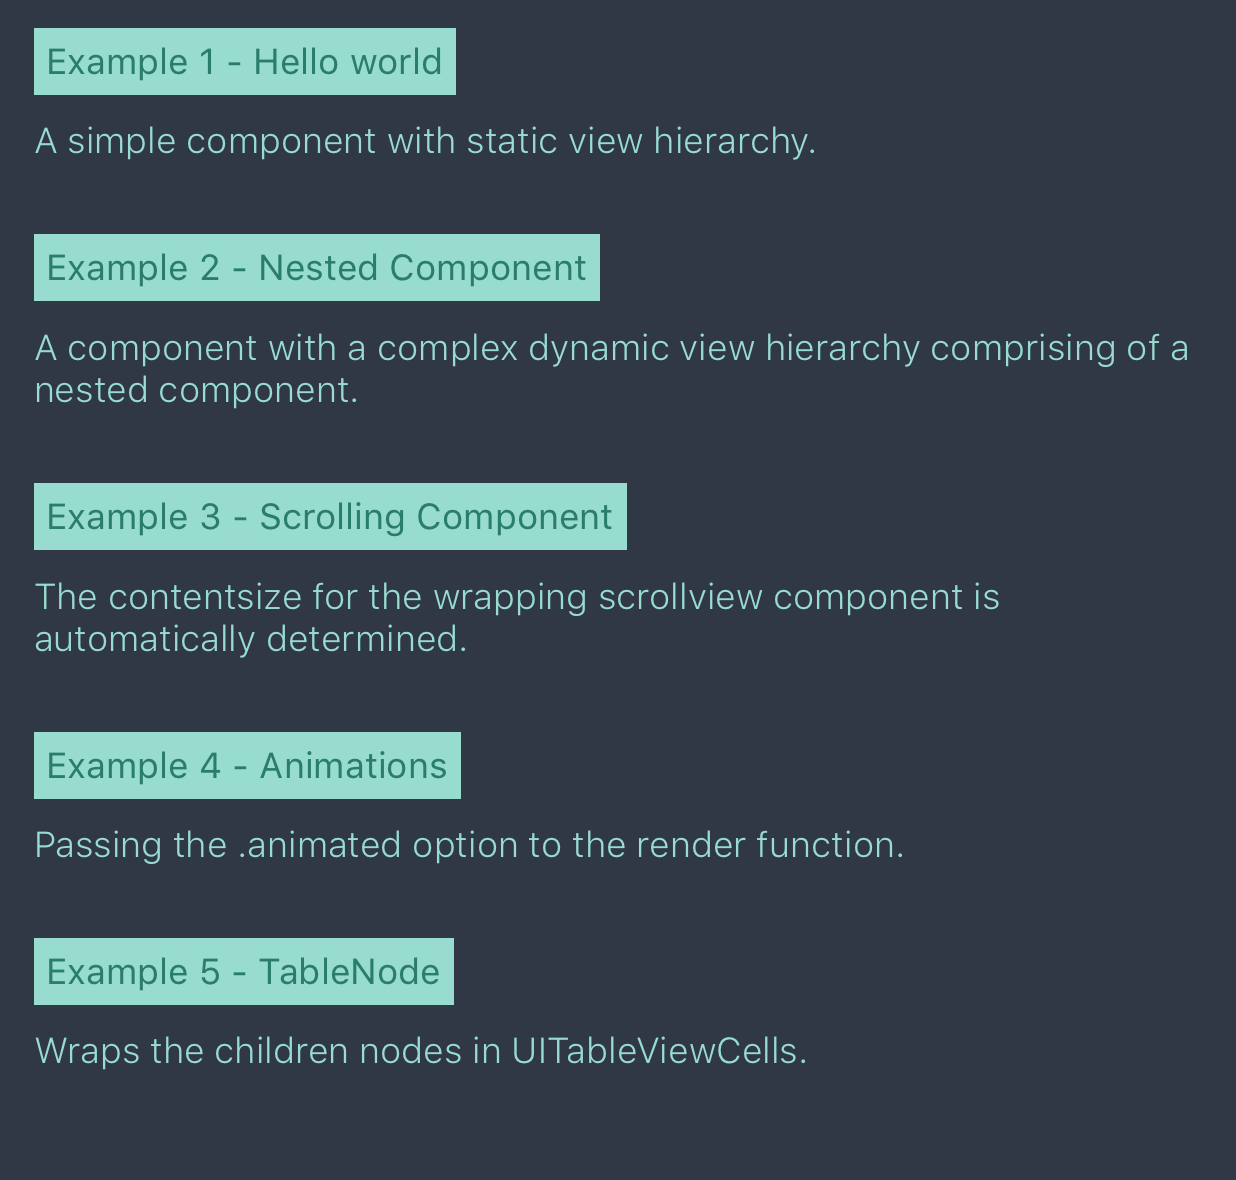 Example 1 - Hello world
A simple component with static view hierarchy.
Example 2 - Nested Component
A component with a complex dynamic view hierarchy comprising of a
nested component.
Example 3 - Scrolling Component
The contentsize for the wrapping scrollview component is
automatically determined.
Example 4 - Animations
Passing the .animated option to the render function.
Example 5 - TableNode
Wraps the children nodes in UITableViewCells.